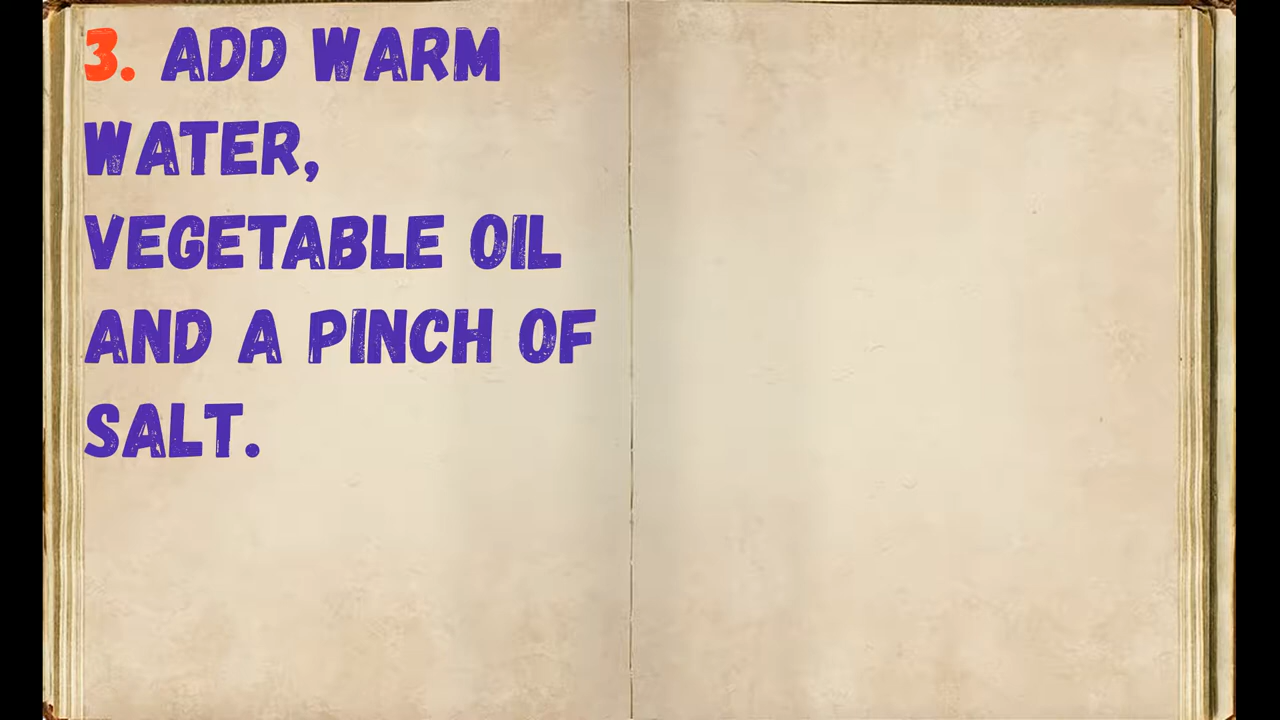 3. ADD WARM
WATER,
VEGETABLE OIL
AND A PINCH OF
SALT.